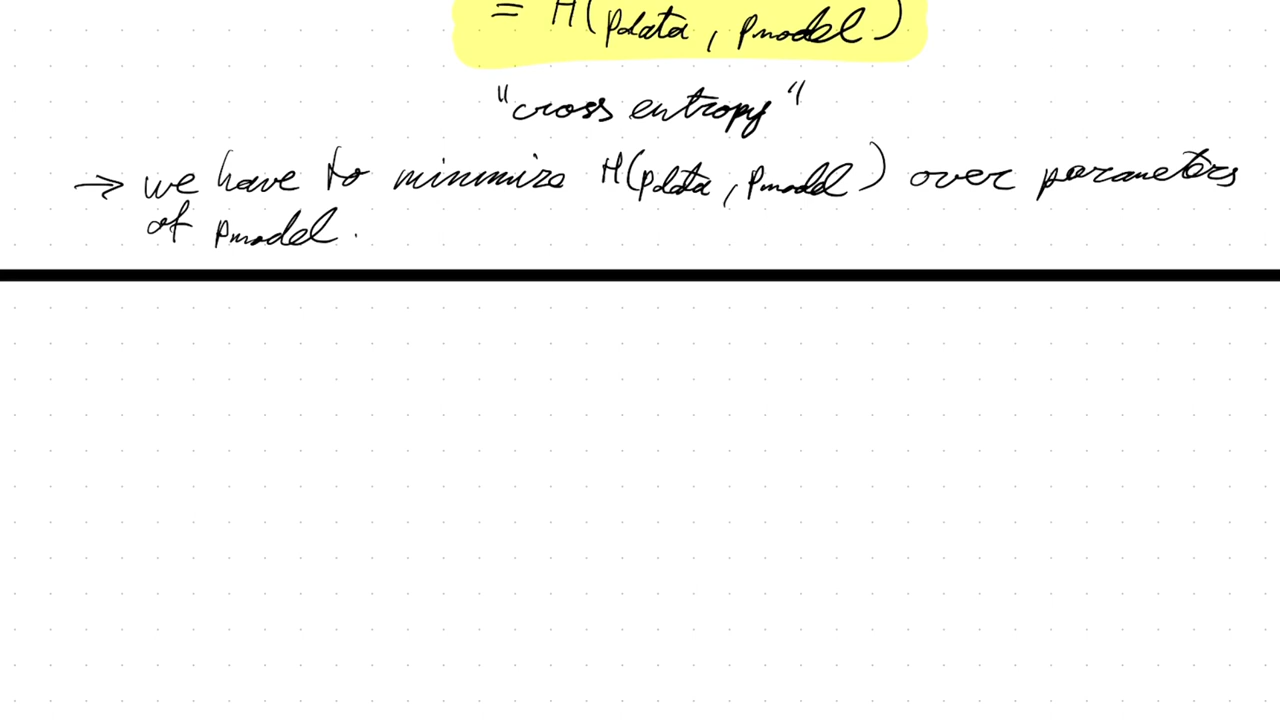 = H(pdata, pmodel)
"cross entropy"
→ we have to minimize H(pdata, pmodel) over parameters
of pmodel.